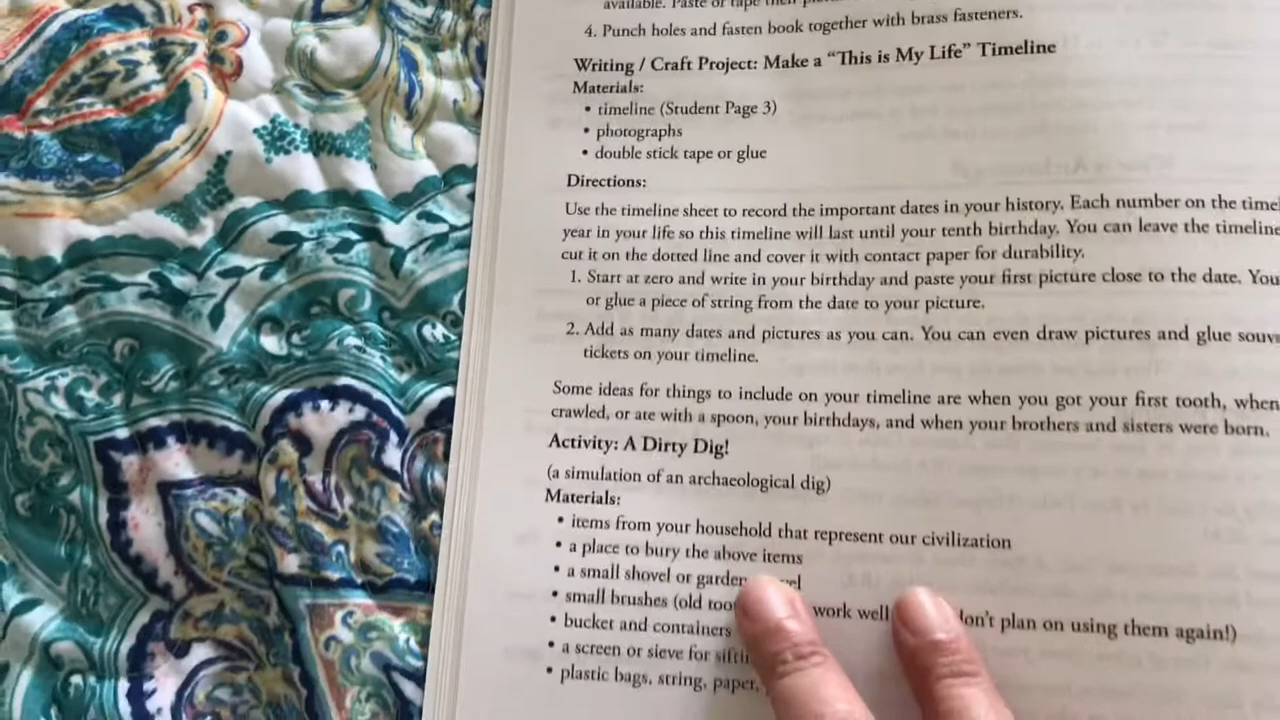 available. Paste or tape
4. Punch holes and fasten book together with brass fasteners.
Writing / Craft Project: Make a “This is My Life” Timeline
Materials:
• timeline (Student Page 3)
• photographs
• double stick tape or glue
Directions:
Use the timeline sheet to record the important dates in your history. Each number on the
year in your life so this timeline will last until your tenth birthday. You can leave the timeline
cut it on the dotted line and cover it with contact paper for durability.
1. Start at zero and write in your birthday and paste your first picture close to the date. You
or glue a piece of string from the date to your picture.
2. Add as many dates and pictures as you can. You can even draw pictures and glue
tickets on your timeline.
Some ideas for things to include on your timeline are when you got your first tooth, when
crawled, or ate with a spoon, your birthdays, and when your brothers and sisters were born.
Activity: A Dirty Dig!
(a simulation of an archaeological dig)
Materials:
• items from your household that represent our civilization
• a place to bury the above items
• a small shovel or garden
• small brushes (old work well don’t plan on using them again!)
• bucket and containers
• a screen or sieve for
• plastic bags, string, paper,